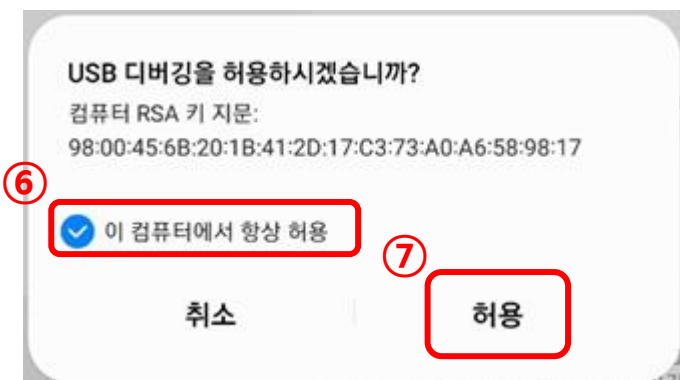 USB 디버깅을 허용하시겠습니까?
컴퓨터 RSA 키 지문:
98:00:45:6B:20:1B:41:2D:17:C3:73:A0:A6:58:98:17
⑥
이 컴퓨터에서 항상 허용
⑦
취소 허용